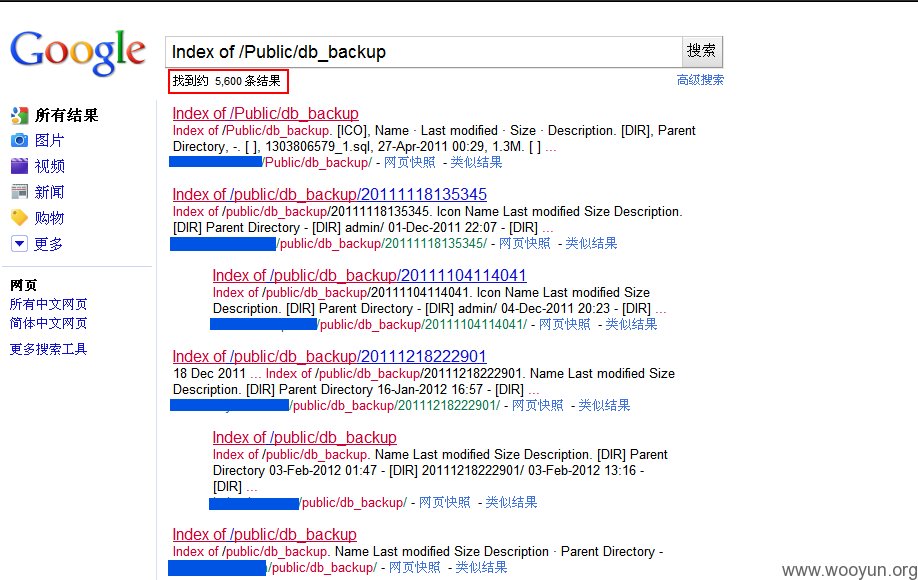 Google
Index of /Public/db_backup
搜索
找到约 5,600 条结果
高级搜索
所有结果
图片
视频
新闻
购物
更多
网页
所有中文网页
简体中文网页
更多搜索工具
Index of /Public/db_backup
Index of /Public/db_backup. [ICO], Name · Last modified · Size · Description. [DIR], Parent
Directory, -. [ ], 1303806579_1.sql, 27-Apr-2011 00:29, 1.3M. [ ] ...
/Public/db_backup/ - 网页快照 - 类似结果
Index of /public/db_backup/20111118135345
Index of /public/db_backup/20111118135345. Icon Name Last modified Size Description.
[DIR] Parent Directory - [DIR] admin/ 01-Dec-2011 22:07 - [DIR] ...
/public/db_backup/20111118135345/ - 网页快照 - 类似结果
Index of /public/db_backup/20111104114041
Index of /public/db_backup/20111104114041. Icon Name Last modified Size
Description. [DIR] Parent Directory - [DIR] admin/ 04-Dec-2011 20:23 - [DIR] ...
/public/db_backup/20111104114041/ - 网页快照 - 类似结果
Index of /public/db_backup/20111218222901
18 Dec 2011 ... Index of /public/db_backup/20111218222901. Name Last modified Size
Description. [DIR] Parent Directory 16-Jan-2012 16:57 - [DIR] ...
/public/db_backup/20111218222901/ - 网页快照 - 类似结果
Index of /public/db_backup
Index of /public/db_backup. Name Last modified Size Description. [DIR] Parent
Directory 03-Feb-2012 01:47 - [DIR] 20111218222901/ 03-Feb-2012 13:16 -
[DIR] ...
/public/db_backup/ - 网页快照 - 类似结果
Index of /public/db_backup
Index of /public/db_backup. Name Last modified Size Description · Parent Directory -
/public/db_backup/ - 网页快照 - 类似结果
www.wooyun.org